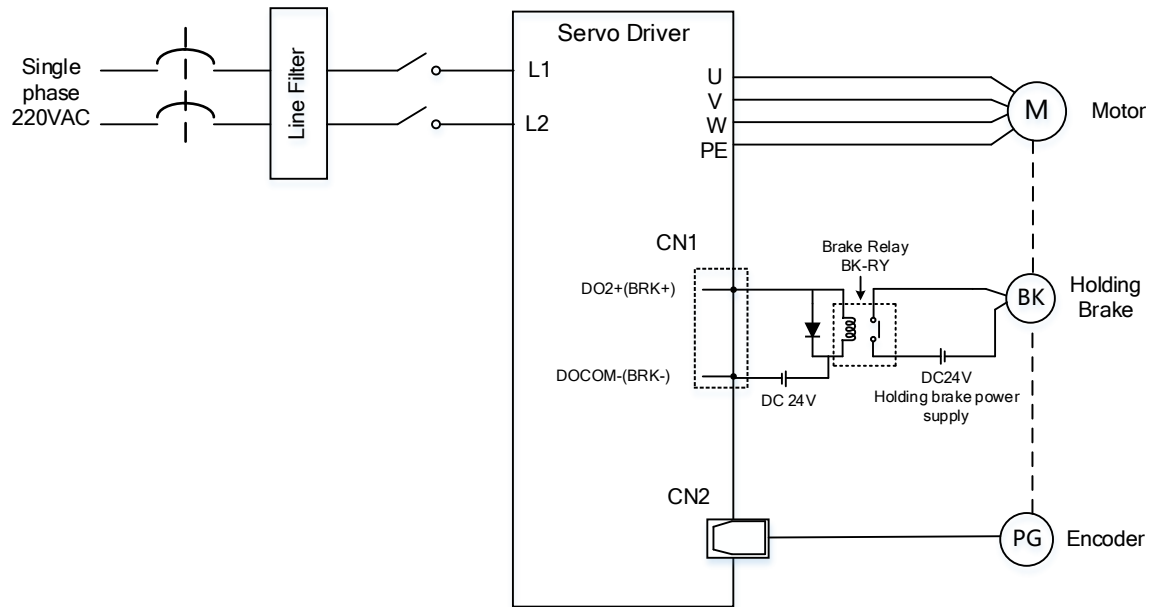 Servo Driver
Single
phase
220VAC
Line Filter
L1
L2
U
V
W
PE
M
Motor
CN1
Brake Relay
BK-RY
DO2+(BRK+)
DOCOM-(BRK-)
DC 24V
DC24V
Holding brake power
supply
BK
Holding
Brake
CN2
PG
Encoder